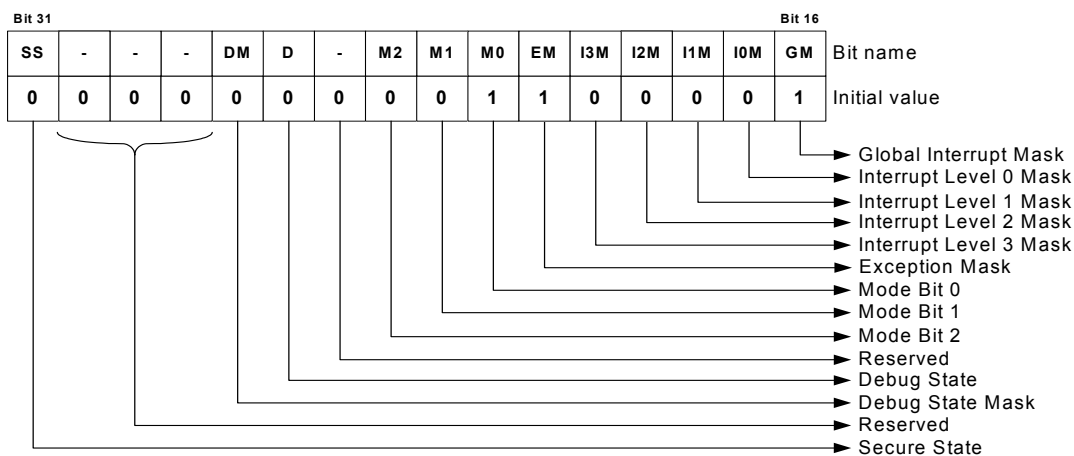 Bit 31 Bit 16
SS - - - DM D - M2 M1 M0 EM I3M I2M I1M I0M GM Bit name
0 0 0 0 0 0 0 0 0 1 1 0 0 0 0 1 Initial value
Global Interrupt Mask
Interrupt Level 0 Mask
Interrupt Level 1 Mask
Interrupt Level 2 Mask
Interrupt Level 3 Mask
Exception Mask
Mode Bit 0
Mode Bit 1
Mode Bit 2
Reserved
Debug State
Debug State Mask
Reserved
Secure State